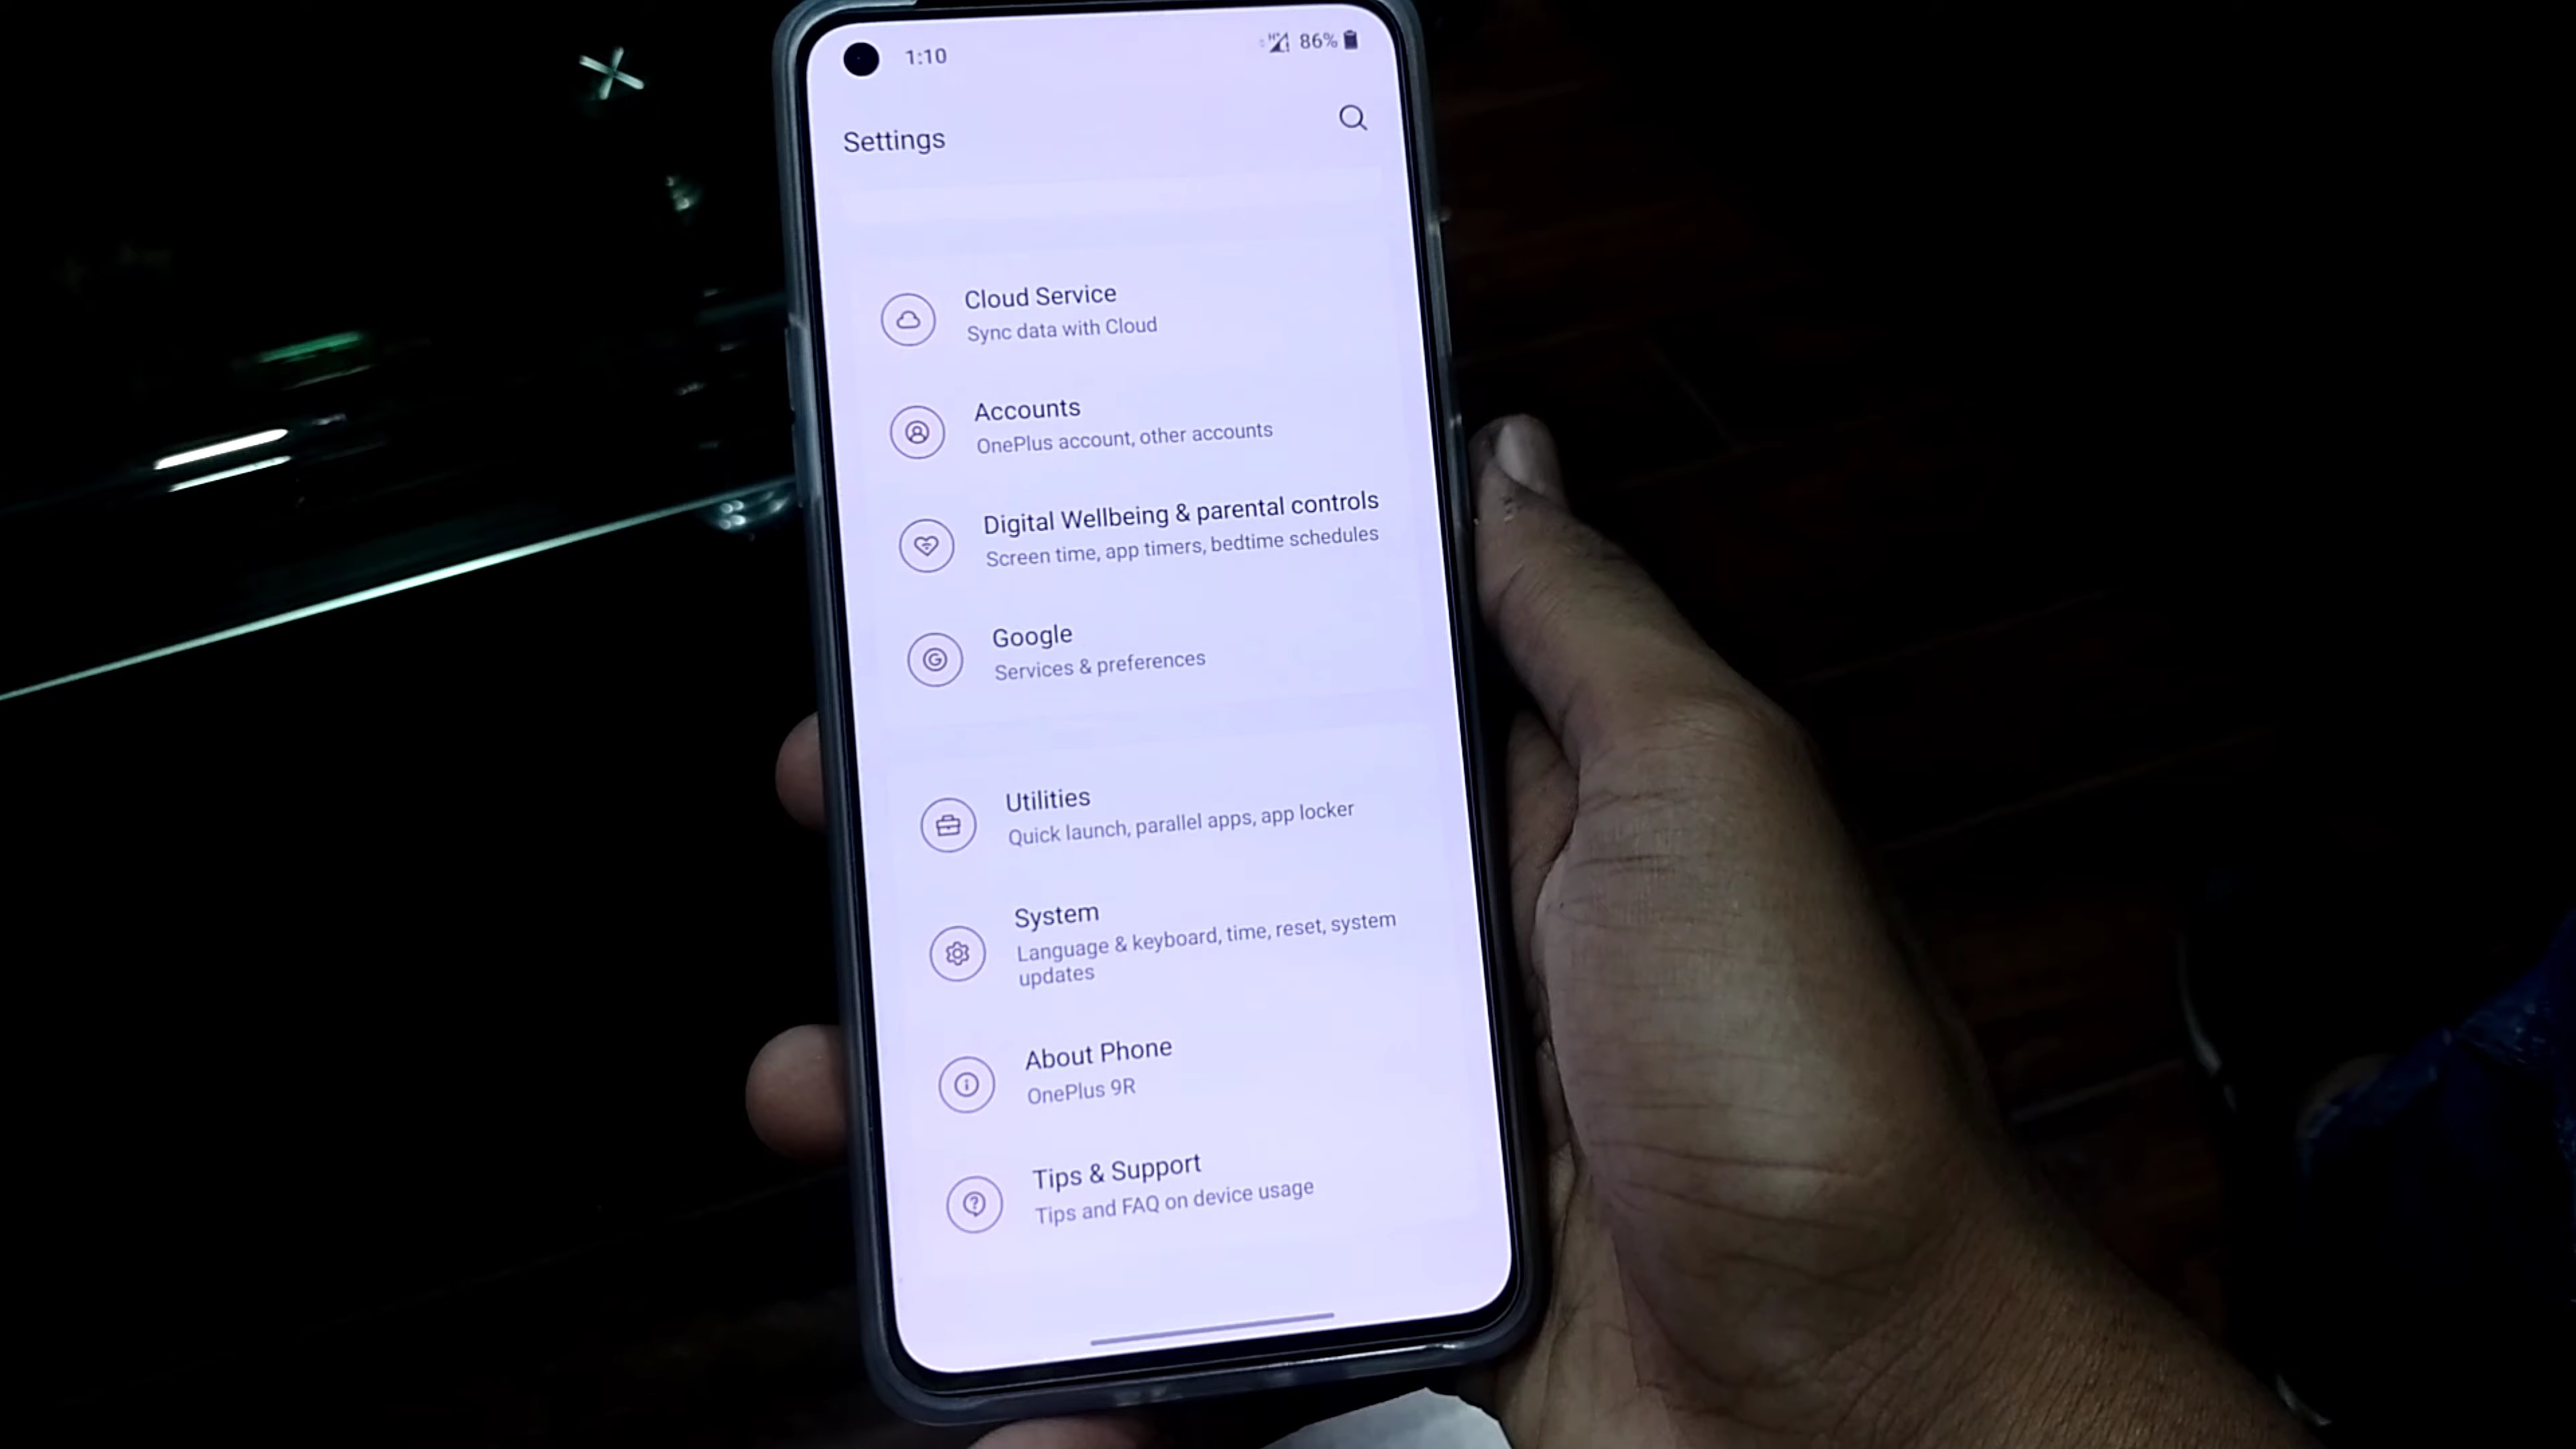 1:10
H+ 86%
Settings
Cloud Service
Sync data with Cloud
Accounts
OnePlus account, other accounts
Digital Wellbeing & parental controls
Screen time, app timers, bedtime schedules
Google
Services & preferences
Utilities
Quick launch, parallel apps, app locker
System
Language & keyboard, time, reset, system
updates
About Phone
OnePlus 9R
Tips & Support
Tips and FAQ on device usage